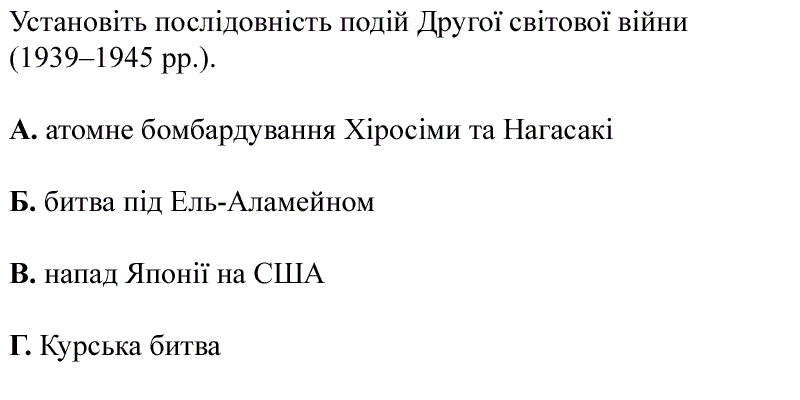 Установіть послідовність подій Другої світової війни
(1939–1945 рр.).
А. атомне бомбардування Хіросіми та Нагасакі
Б. битва під Ель-Аламейном
В. напад Японії на США
Г. Курська битва